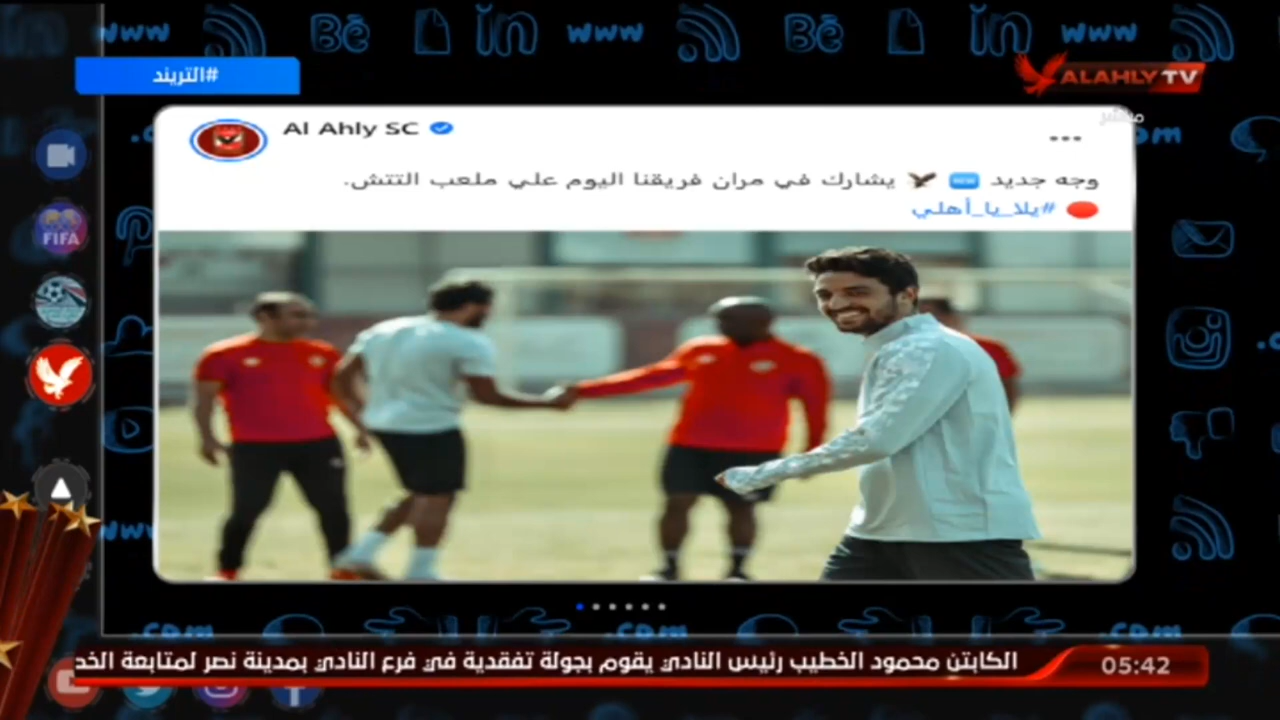 #التريند
ALAHLY TV
مباشر
Al Ahly SC
وجه جديد 🆕 🦅 يشارك في مران فريقنا اليوم علي ملعب التتش.
🔴 #يلا_يا_أهلي
FIFA
الكابتن محمود الخطيب رئيس النادي يقوم بجولة تفقدية في فرع النادي بمدينة نصر لمتابعة الخد
05:42